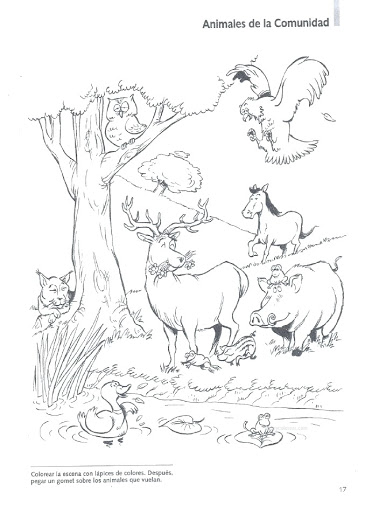 Animales de la Comunidad
Colorear la escena con lápices de colores. Después,
pegar un gomet sobre los animales que vuelan.
17